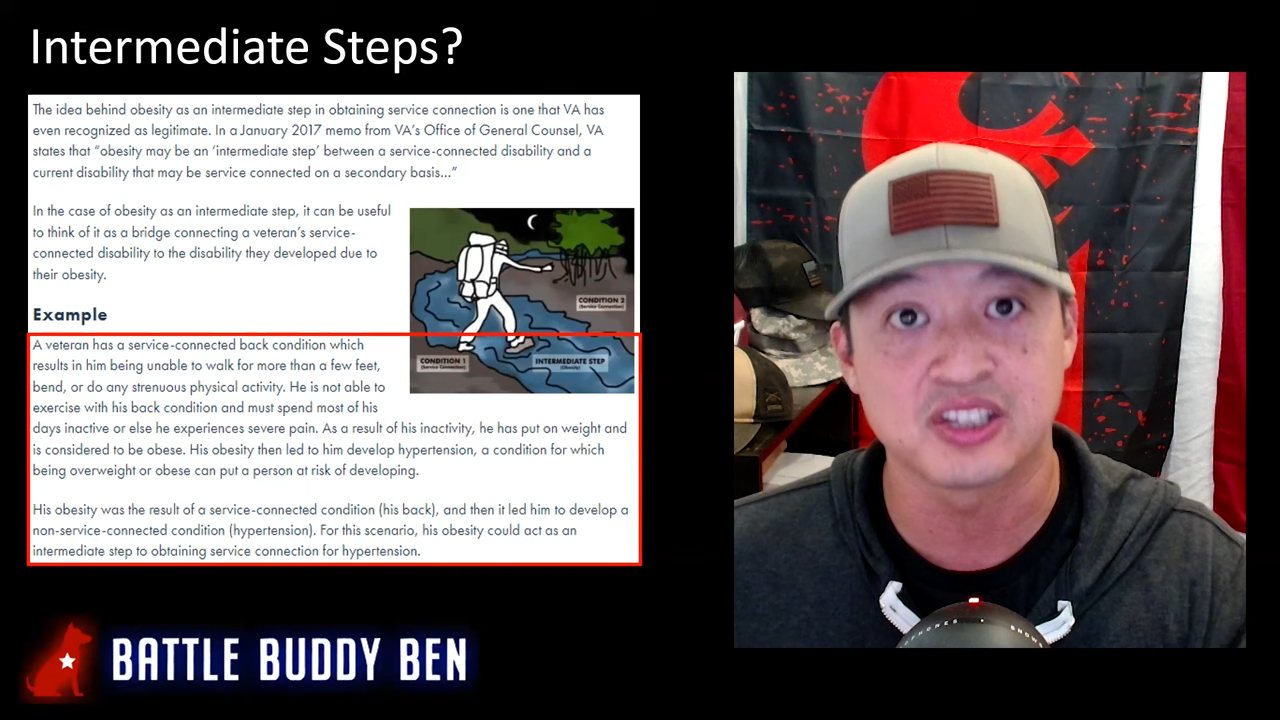 Intermediate Steps?
The idea behind obesity as an intermediate step in obtaining service connection is one that VA has
even recognized as legitimate. In a January 2017 memo from VA's Office of General Counsel, VA
states that “obesity may be an ‘intermediate step’ between a service-connected disability and a
current disability that may be service connected on a secondary basis…”
In the case of obesity as an intermediate step, it can be useful
to think of it as a bridge connecting a veteran's service-
connected disability to the disability they developed due to
their obesity.
CONDITION 2
(Service Connection)
CONDITION 1
(Service Connection)
INTERMEDIATE STEP
(Obesity)
Example
A veteran has a service-connected back condition which
results in him being unable to walk for more than a few feet,
bend, or do any strenuous physical activity. He is not able to
exercise with his back condition and must spend most of his
days inactive or else he experiences severe pain. As a result of his inactivity, he has put on weight and
is considered to be obese. His obesity then led to him develop hypertension, a condition for which
being overweight or obese can put a person at risk of developing.
His obesity was the result of a service-connected condition (his back), and then it led him to develop a
non-service-connected condition (hypertension). For this scenario, his obesity could act as an
intermediate step to obtaining service connection for hypertension.
BATTLE BUDDY BEN